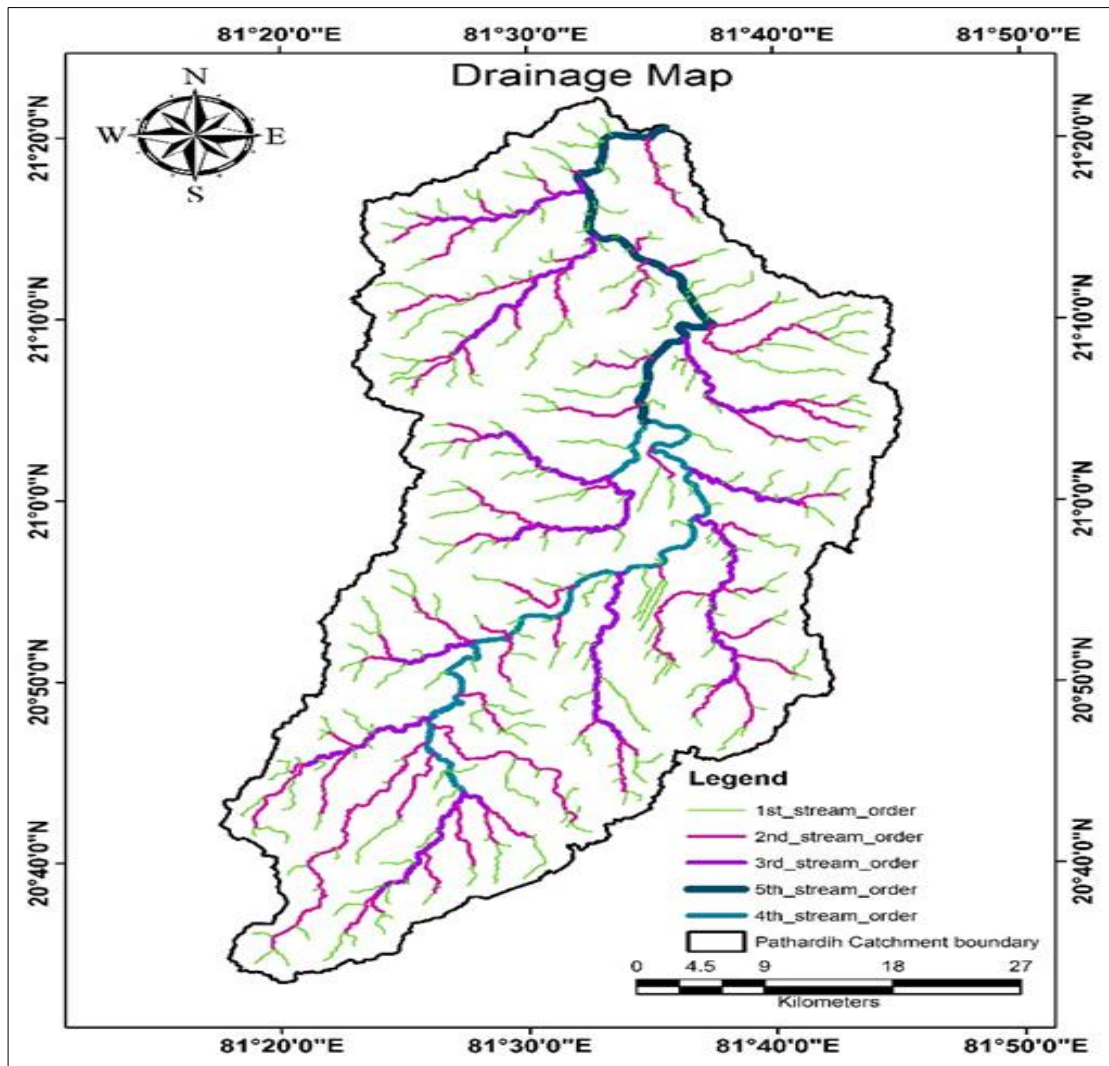 81°20'0"E 81°30'0"E 81°40'0"E 81°50'0"E
Drainage Map
N
W E
S
21°20'0"N 21°20'0"N
21°10'0"N 21°10'0"N
21°0'0"N 21°0'0"N
20°50'0"N 20°50'0"N
20°40'0"N 20°40'0"N
Legend
1st_stream_order
2nd_stream_order
3rd_stream_order
5th_stream_order
4th_stream_order
Pathardih Catchment boundary
0 4.5 9 18 27
Kilometers
81°20'0"E 81°30'0"E 81°40'0"E 81°50'0"E